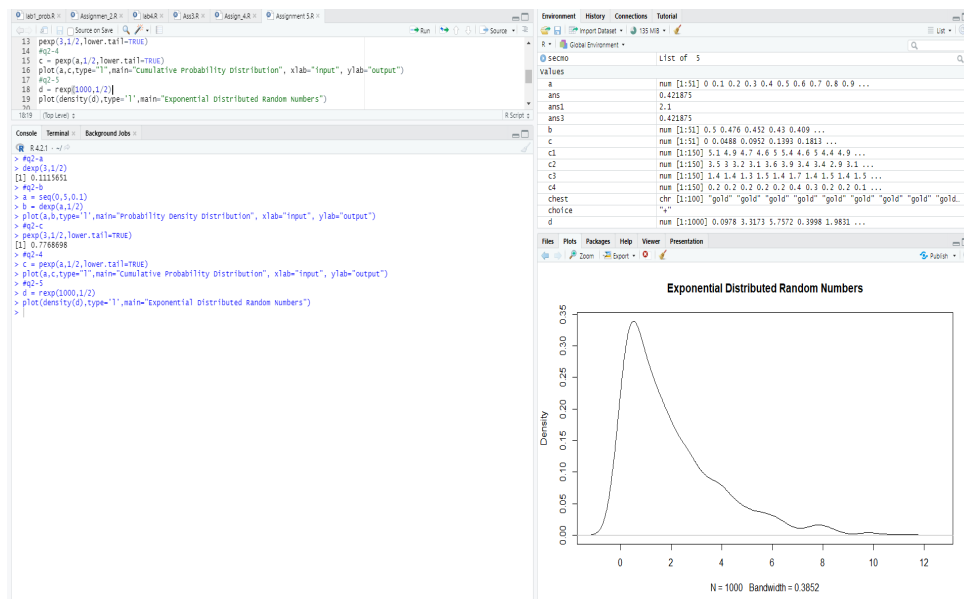 lab1_prob.R × Assignmen_2.R × lab4.R × Ass3.R × Assign_4.R × Assignment 5.R ×
Source on Save Run Source
13 pexp(3,1/2,lower.tail=TRUE)
14 #q2-4
15 c = pexp(a,1/2,lower.tail=TRUE)
16 plot(a,c,type="l",main="Cumulative Probability Distribution", xlab="input", ylab="output")
17 #q2-5
18 d = rexp(1000,1/2)
19 plot(density(d),type='l',main="Exponential Distributed Random Numbers")
20
18:19 (Top Level) R Script
Console Terminal × Background Jobs ×
R 4.2.1 · ~/
> #q2-a
> dexp(3,1/2)
[1] 0.1115651
> #q2-b
> a = seq(0,5,0.1)
> b = dexp(a,1/2)
> plot(a,b,type='l',main="Probability Density Distribution", xlab="input", ylab="output")
> #q2-c
> pexp(3,1/2,lower.tail=TRUE)
[1] 0.7768698
> #q2-4
> c = pexp(a,1/2,lower.tail=TRUE)
> plot(a,c,type="l",main="Cumulative Probability Distribution", xlab="input", ylab="output")
> #q2-5
> d = rexp(1000,1/2)
> plot(density(d),type='l',main="Exponential Distributed Random Numbers")
>
Environment History Connections Tutorial
Import Dataset 135 MiB List
R Global Environment
secmo List of 5
Values
a num [1:51] 0 0.1 0.2 0.3 0.4 0.5 0.6 0.7 0.8 0.9 ...
ans 0.421875
ans1 2.1
ans3 0.421875
b num [1:51] 0.5 0.476 0.452 0.43 0.409 ...
c num [1:51] 0 0.0488 0.0952 0.1393 0.1813 ...
c1 num [1:150] 5.1 4.9 4.7 4.6 5 5.4 4.6 5 4.4 4.9 ...
c2 num [1:150] 3.5 3 3.2 3.1 3.6 3.9 3.4 3.4 2.9 3.1 ...
c3 num [1:150] 1.4 1.4 1.3 1.5 1.4 1.7 1.4 1.5 1.4 1.5 ...
c4 num [1:150] 0.2 0.2 0.2 0.2 0.2 0.4 0.3 0.2 0.2 0.1 ...
chest chr [1:100] "gold" "gold" "gold" "gold" "gold" "gold" "gold" "gold..
choice "+"
d num [1:1000] 0.0978 3.3173 5.7572 0.3998 1.9831 ...
Files Plots Packages Help Viewer Presentation
Zoom Export Publish
Exponential Distributed Random Numbers
Density
0.35
0.30
0.25
0.20
0.15
0.10
0.05
0.00
0 2 4 6 8 10 12
N = 1000 Bandwidth = 0.3852